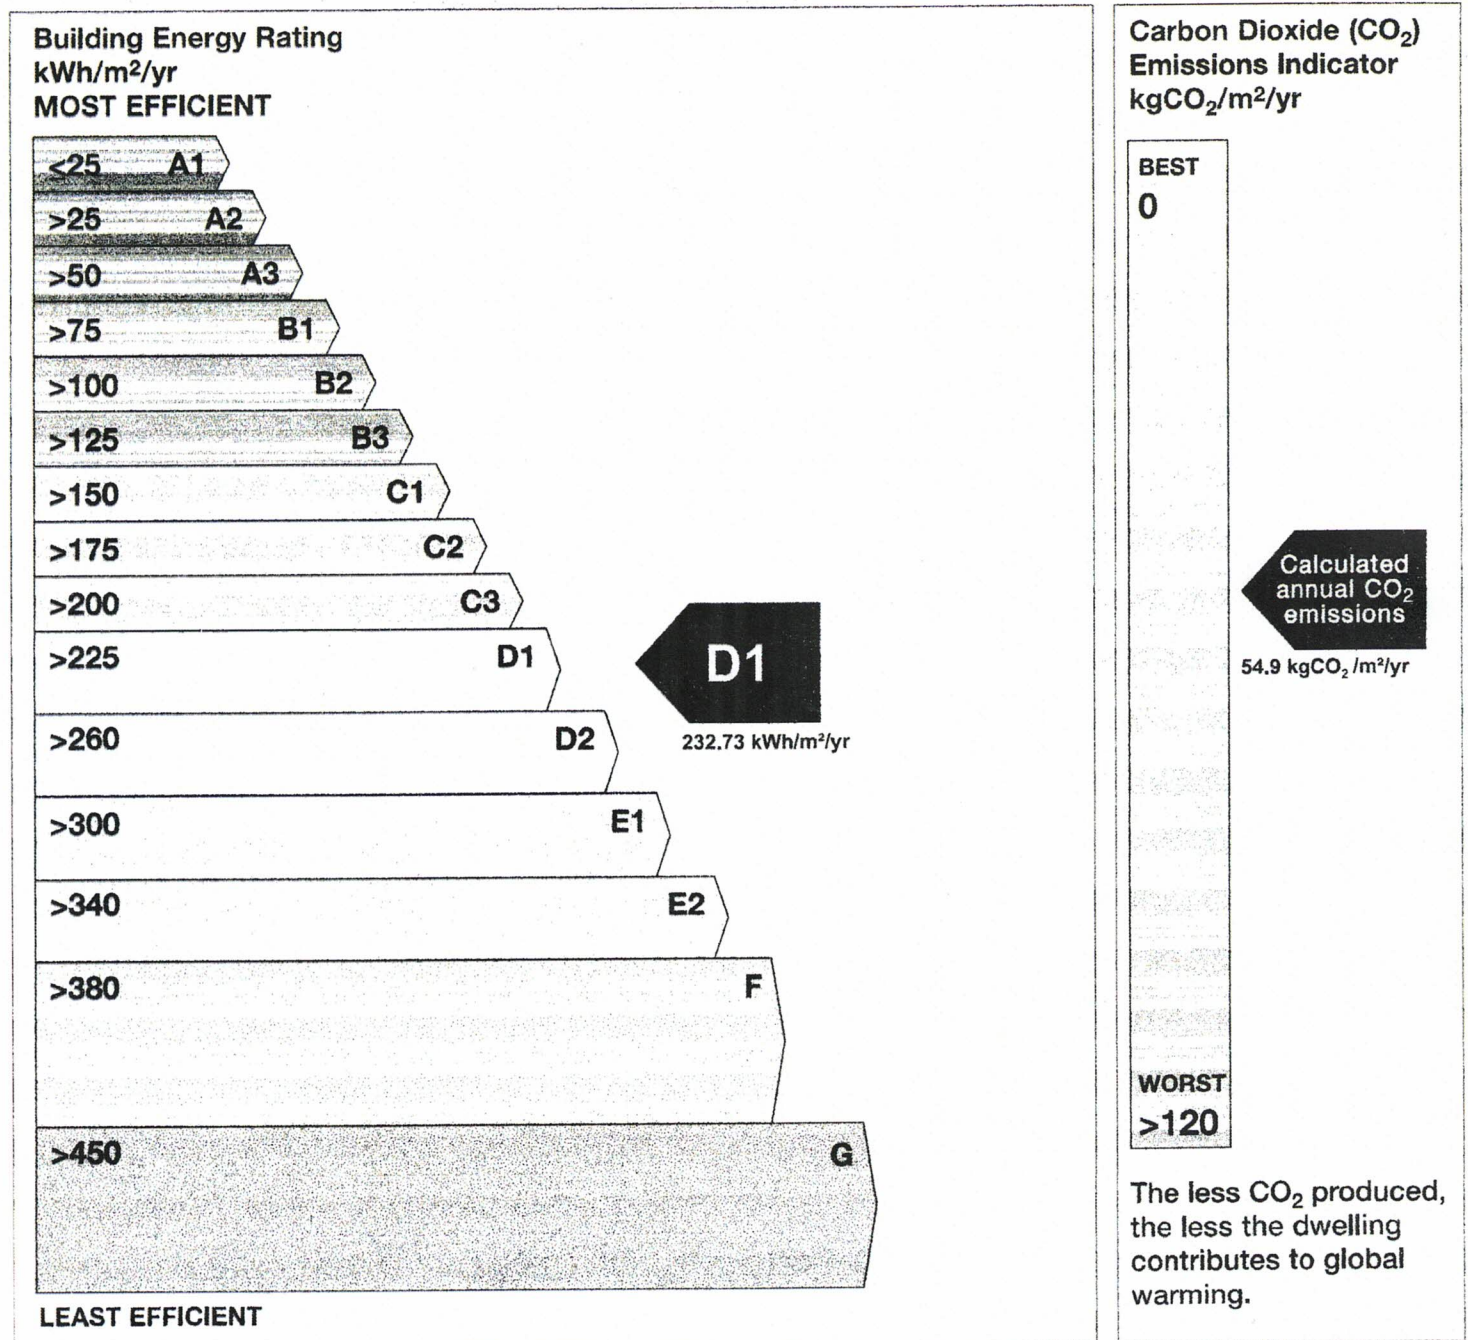 Building Energy Rating
kWh/m²/yr
MOST EFFICIENT
≤25 A1
>25 A2
>50 A3
>75 B1
>100 B2
>125 B3
>150 C1
>175 C2
>200 C3
>225 D1
>260 D2
>300 E1
>340 E2
>380 F
>450 G
LEAST EFFICIENT
D1
232.73 kWh/m²/yr
Carbon Dioxide (CO₂)
Emissions Indicator
kgCO₂/m²/yr
BEST
0
Calculated
annual CO₂
emissions
54.9 kgCO₂ /m²/yr
WORST
>120
The less CO₂ produced,
the less the dwelling
contributes to global
warming.